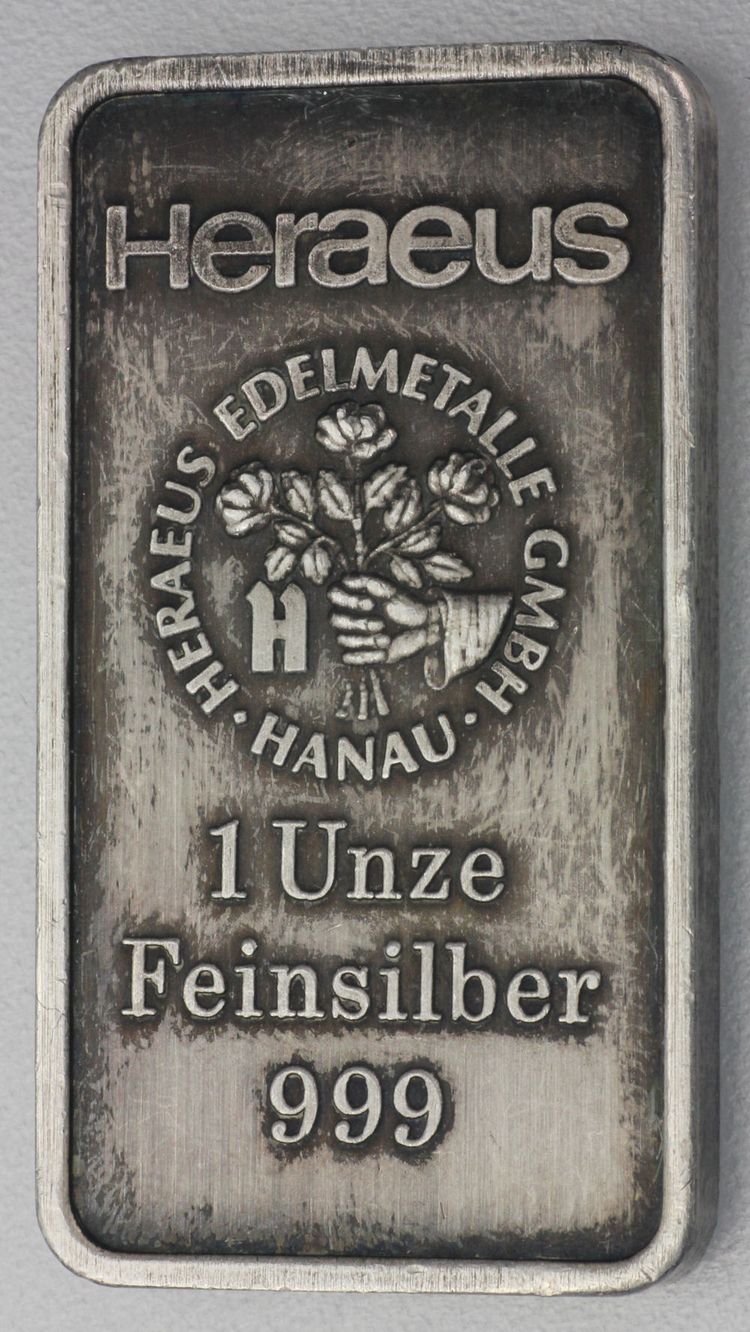 Heraeus
HERAEUS EDELMETALLE GMBH
· HANAU ·
H
1 Unze
Feinsilber
999